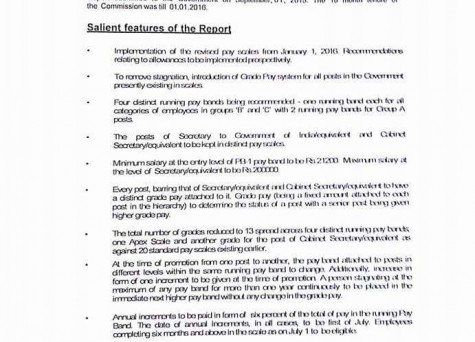 the Commission was till 01.01.2016.
Salient features of the Report
• Implementation of the revised pay scales from January 1, 2016. Recommendations
relating to allowances to be implemented prospectively.
• To remove stagnation, introduction of Grade Pay system for all posts in the Government
presently existing in scales.
• Four distinct running pay bands being recommended - one running band each for all
categories of employees in groups 'B' and 'C' with 2 running pay bands for Group A
posts.
• The posts of Secretary to Government of India/equivalent and Cabinet
Secretary/equivalent to be kept in distinct pay scales.
• Minimum salary at the entry level of PB-1 pay band to be Rs.21200. Maximum salary at
the level of Secretary/equivalent to be Rs.200000.
• Every post, barring that of Secretary/equivalent and Cabinet Secretary/equivalent to have
a distinct grade pay attached to it. Grade (pay being a fixed amount attached to each
post in the hierarchy) to determine the status of a post with a senior post being given
higher grade pay.
• The total number of grades reduced to 13 spread across four distinct running pay bands;
one Apex Scale and another grade for the post of Cabinet Secretary/equivalent as
against 20 standard pay scales existing earlier.
• At the time of promotion from one post to another, the pay band attached to posts in
different levels within the same running pay band to change. Additionally, increase in
form of one increment to be given at the time of promotion. A person stagnating at the
maximum of any pay band for more than one year continuously to be placed in the
immediate next higher pay band without any change in the grade pay.
• Annual increments to be paid in form of six percent of the total of pay in the running Pay
Band. The date of annual increments, in all cases, to be first of July. Employees
completing six months and above in the scale as on July 1 to be eligible.